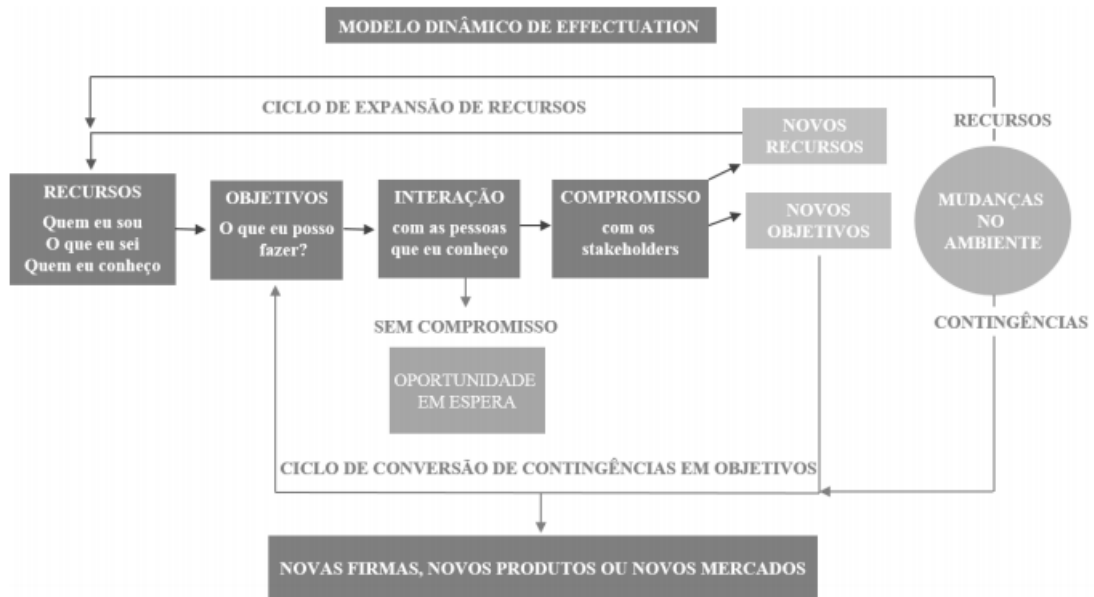 MODELO DINÂMICO DE EFFECTUATION
CICLO DE EXPANSÃO DE RECURSOS
NOVOS
RECURSOS
RECURSOS
RECURSOS
Quem eu sou
O que eu sei
Quem eu conheço
OBJETIVOS
O que eu posso
fazer?
INTERAÇÃO
com as pessoas
que eu conheço
COMPROMISSO
com os
stakeholders
NOVOS
OBJETIVOS
MUDANÇAS
NO
AMBIENTE
SEM COMPROMISSO
OPORTUNIDADE
EM ESPERA
CONTINGÊNCIAS
CICLO DE CONVERSÃO DE CONTINGÊNCIAS EM OBJETIVOS
NOVAS FIRMAS, NOVOS PRODUTOS OU NOVOS MERCADOS